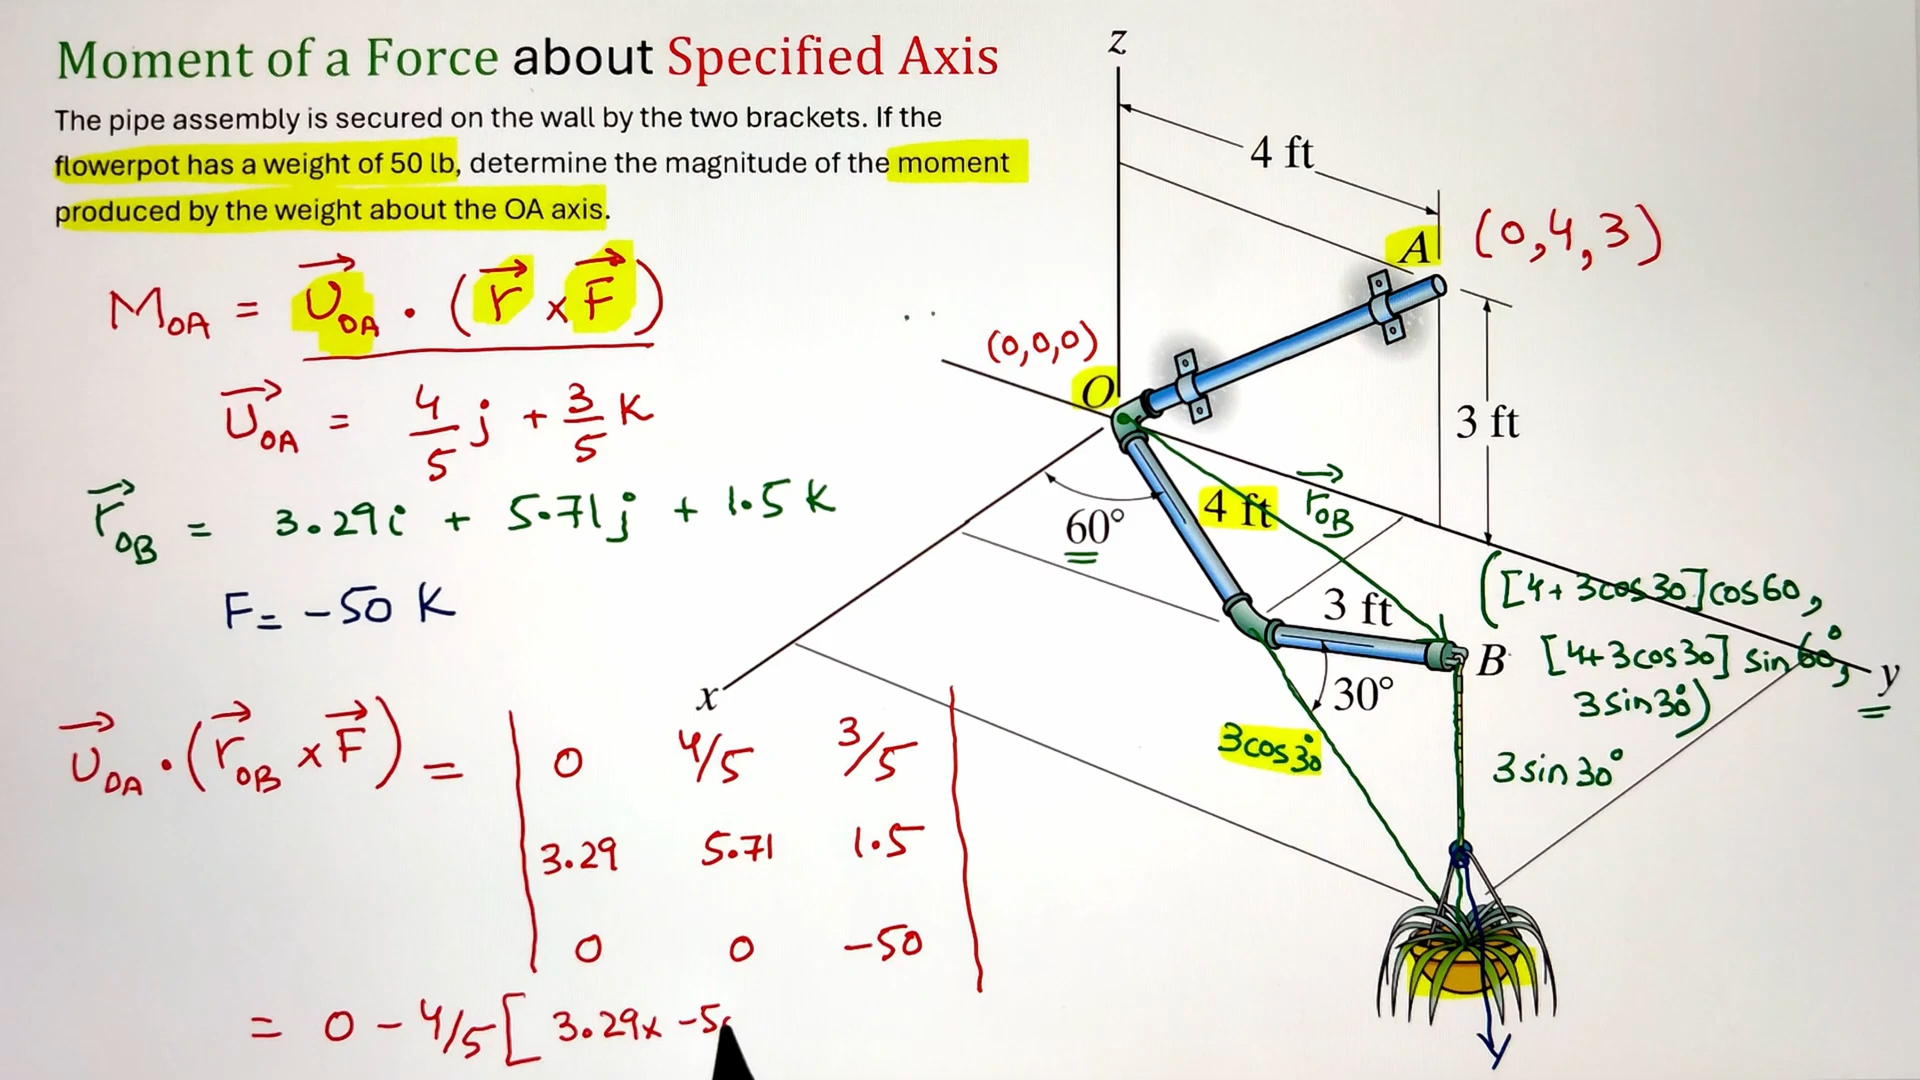 Moment of a Force about Specified Axis
The pipe assembly is secured on the wall by the two brackets. If the
flowerpot has a weight of 50 lb, determine the magnitude of the moment
produced by the weight about the OA axis.
M_OA = U_OA · (r × F)
U_OA = 4/5 j + 3/5 K
r_OB = 3.29i + 5.71j + 1.5K
F = -50 K
U_OA · (r_OB × F) = | 0 4/5 3/5 |
3.29 5.71 1.5
0 0 -50
= 0 - 4/5 [ 3.29x -5
z
4 ft
A (0,4,3)
(0,0,0)
O
3 ft
4 ft
r_OB
60°
([4+3cos30]cos60,
3 ft
B
[4+3cos30] sin60°,
y
3sin30°)
x
30°
3cos30°
3sin30°